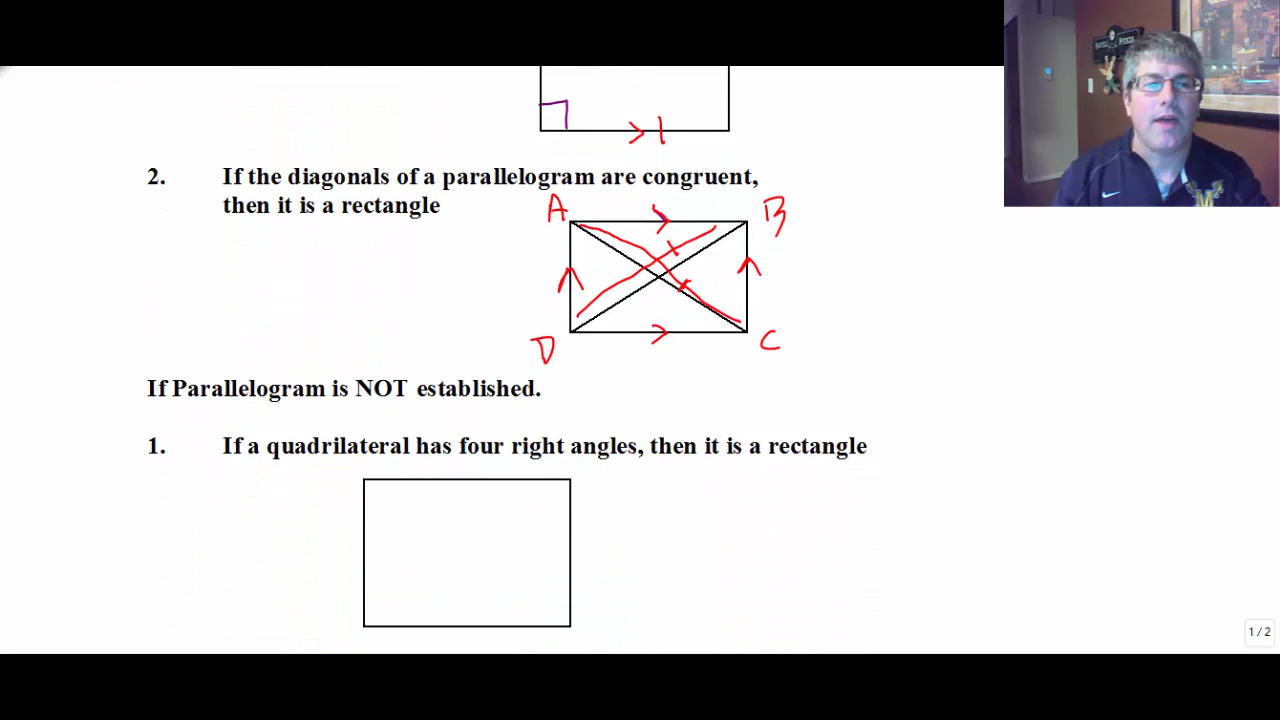 2. If the diagonals of a parallelogram are congruent,
then it is a rectangle
A B
D C
If Parallelogram is NOT established.
1. If a quadrilateral has four right angles, then it is a rectangle
1 / 2